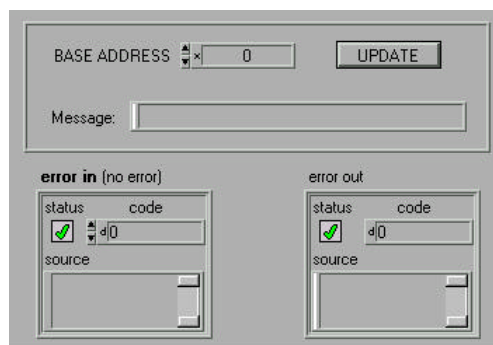 BASE ADDRESS x 0 UPDATE
Message:
error in (no error) error out
status code status code
d 0 d 0
source source